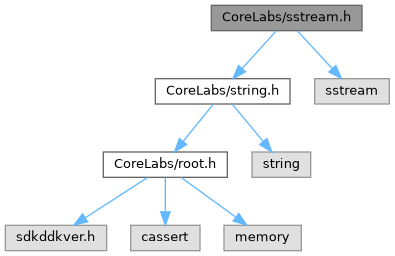 CoreLabs/sstream.h
CoreLabs/string.h
sstream
CoreLabs/root.h
string
sdkddkver.h
cassert
memory